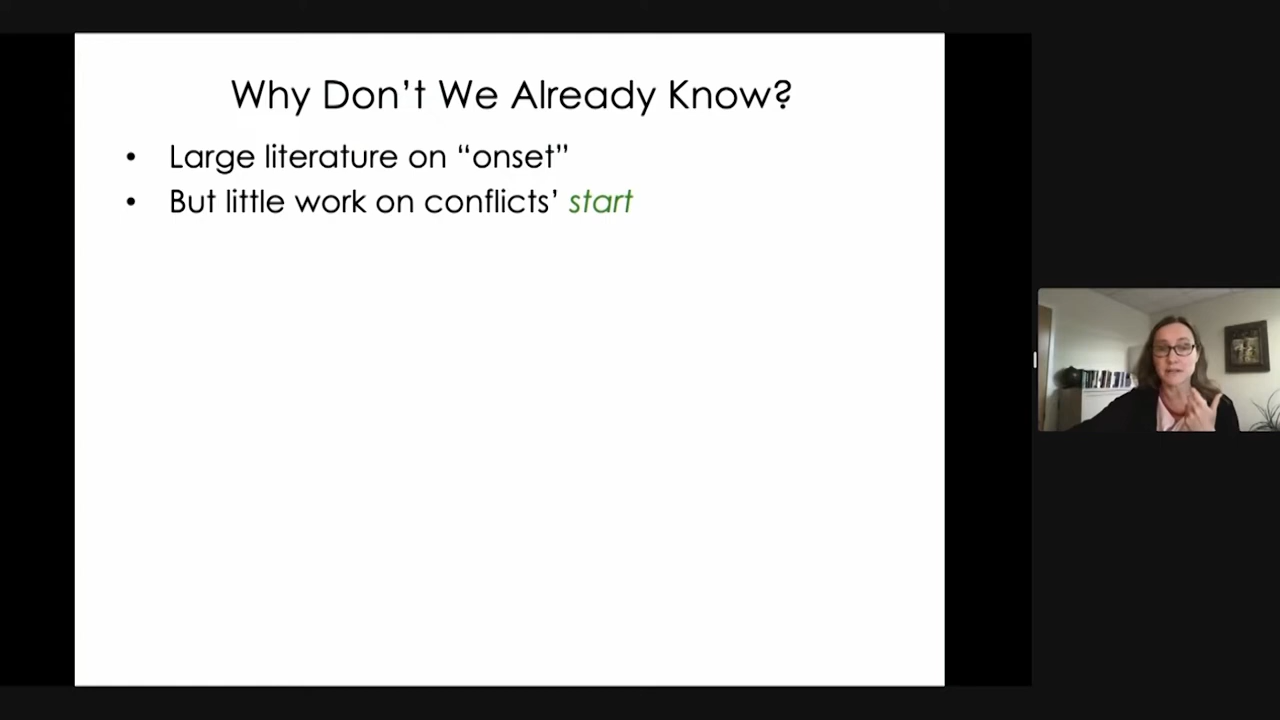 Why Don’t We Already Know?
• Large literature on “onset”
• But little work on conflicts’ start